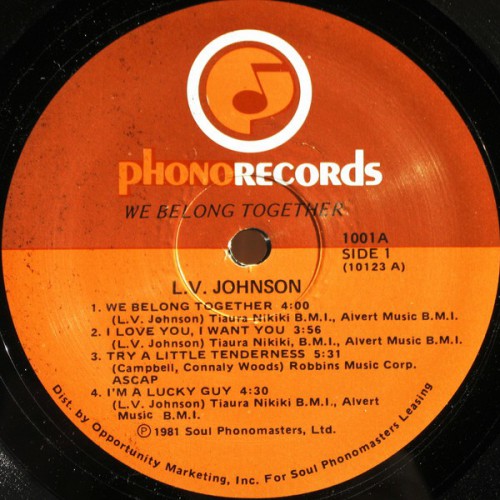 phonoRECORDS
WE BELONG TOGETHER
1001A
SIDE 1
(10123 A)
L.V. JOHNSON
1. WE BELONG TOGETHER 4:00
(L.V. Johnson) Tiaura Nikiki B.M.I., Alvert Music B.M.I.
2. I LOVE YOU, I WANT YOU 3:56
(L.V. Johnson) Tiaura Nikiki B.M.I., Alvert Music B.M.I.
3. TRY A LITTLE TENDERNESS 5:31
(Campbell, Connaly Woods) Robbins Music Corp.
ASCAP
4. I'M A LUCKY GUY 4:30
(L.V. Johnson) Tiaura Nikiki B.M.I., Alvert
Music B.M.I.
Ⓟ 1981 Soul Phonomasters, Ltd.
Dist. by Opportunity Marketing, Inc. For Soul Phonomasters Leasing